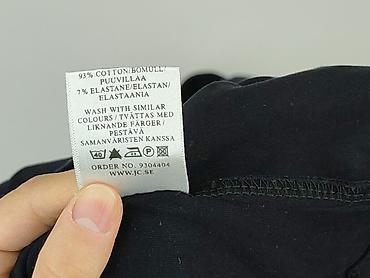 93% COTTON/BOMULL/
PUUVILLAA
7% ELASTANE/ELASTAN/
ELASTAANIA
WASH WITH SIMILAR
COLOURS / TVÄTTAS MED
LIKNANDE FÄRGER /
PESTÄVÄ
SAMANVÄRISTEN KANSSA
40 P
ORDER NO. 9304404
WWW.JC.SE